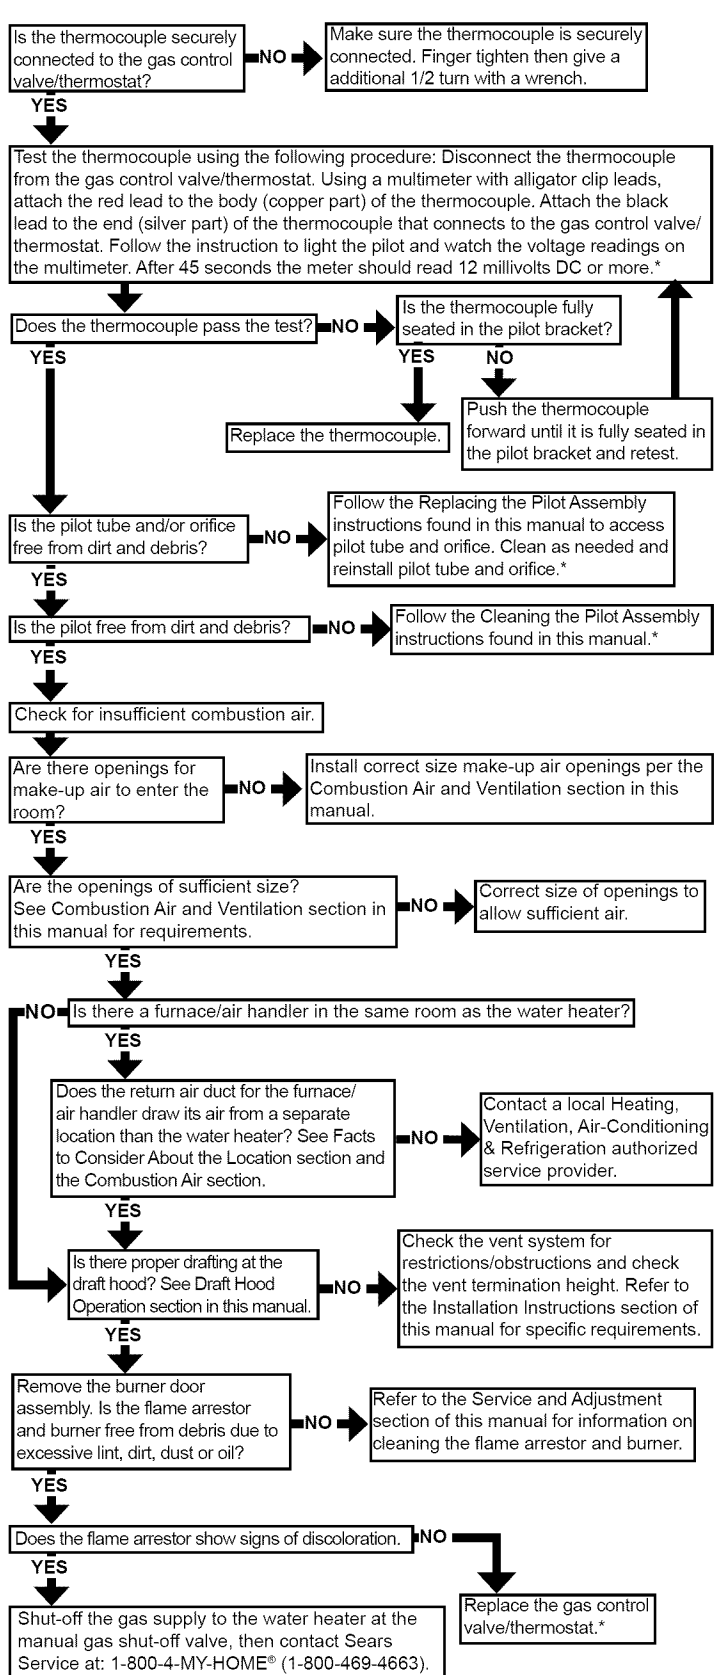 Is the thermocouple securely
connected to the gas control
valve/thermostat?
NO
Make sure the thermocouple is securely
connected. Finger tighten then give a
additional 1/2 turn with a wrench.
YES
Test the thermocouple using the following procedure: Disconnect the thermocouple
from the gas control valve/thermostat. Using a multimeter with alligator clip leads,
attach the red lead to the body (copper part) of the thermocouple. Attach the black
lead to the end (silver part) of the thermocouple that connects to the gas control valve/
thermostat. Follow the instruction to light the pilot and watch the voltage readings on
the multimeter. After 45 seconds the meter should read 12 millivolts DC or more.*
Does the thermocouple pass the test?
NO
Is the thermocouple fully
seated in the pilot bracket?
YES
YES
NO
Replace the thermocouple.
Push the thermocouple
forward until it is fully seated in
the pilot bracket and retest.
Is the pilot tube and/or orifice
free from dirt and debris?
NO
Follow the Replacing the Pilot Assembly
instructions found in this manual to access
pilot tube and orifice. Clean as needed and
reinstall pilot tube and orifice.*
YES
Is the pilot free from dirt and debris?
NO
Follow the Cleaning the Pilot Assembly
instructions found in this manual.*
YES
Check for insufficient combustion air.
Are there openings for
make-up air to enter the
room?
NO
Install correct size make-up air openings per the
Combustion Air and Ventilation section in this
manual.
YES
Are the openings of sufficient size?
See Combustion Air and Ventilation section in
this manual for requirements.
NO
Correct size of openings to
allow sufficient air.
YES
NO
Is there a furnace/air handler in the same room as the water heater?
YES
Does the return air duct for the furnace/
air handler draw its air from a separate
location than the water heater? See Facts
to Consider About the Location section and
the Combustion Air section.
NO
Contact a local Heating,
Ventilation, Air-Conditioning
& Refrigeration authorized
service provider.
YES
Is there proper drafting at the
draft hood? See Draft Hood
Operation section in this manual.
NO
Check the vent system for
restrictions/obstructions and check
the vent termination height. Refer to
the Installation Instructions section of
this manual for specific requirements.
YES
Remove the burner door
assembly. Is the flame arrestor
and burner free from debris due to
excessive lint, dirt, dust or oil?
NO
Refer to the Service and Adjustment
section of this manual for information on
cleaning the flame arrestor and burner.
YES
Does the flame arrestor show signs of discoloration.
NO
YES
Replace the gas control
valve/thermostat.*
Shut-off the gas supply to the water heater at the
manual gas shut-off valve, then contact Sears
Service at: 1-800-4-MY-HOME® (1-800-469-4663).